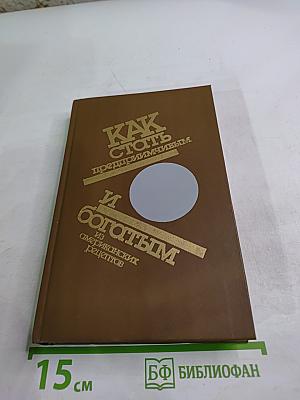 КАК
СТАТЬ
предприимчивым
И
богатым
из
американских
рецептов
15 см
БФ БИБЛИОФАН